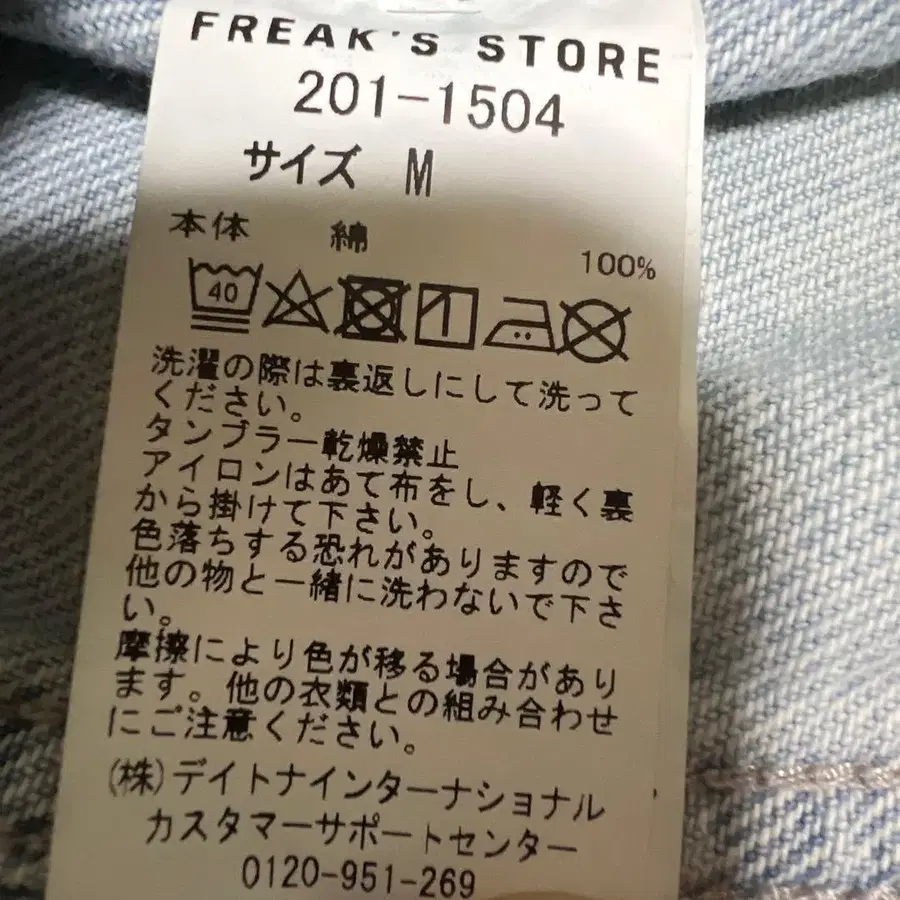 FREAK'S STORE
201-1504
サイズ M
本体 綿 100%
40
洗濯の際は裏返しにして洗って
ください。
タンブラー乾燥禁止
アイロンはあて布をし、軽く裏
から掛けて下さい。
色落ちする恐れがありますので
他の物と一緒に洗わないで下さ
い。
摩擦により色が移る場合があり
ます。他の衣類との組み合わせ
にご注意ください。
(株)デイトナインターナショナル
カスタマーサポートセンター
0120-951-269